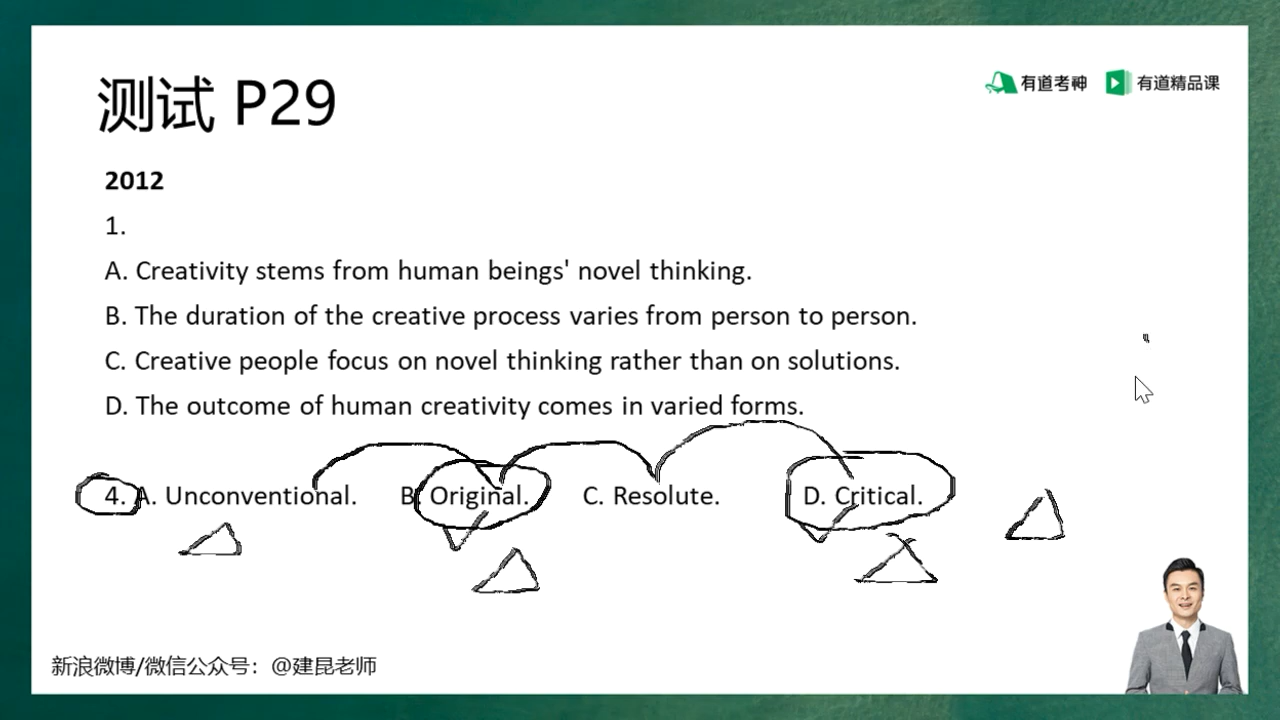 测试 P29
有道考神 有道精品课
2012
1.
A. Creativity stems from human beings' novel thinking.
B. The duration of the creative process varies from person to person.
C. Creative people focus on novel thinking rather than on solutions.
D. The outcome of human creativity comes in varied forms.
4. A. Unconventional. B. Original. C. Resolute. D. Critical.
新浪微博/微信公众号：@建昆老师